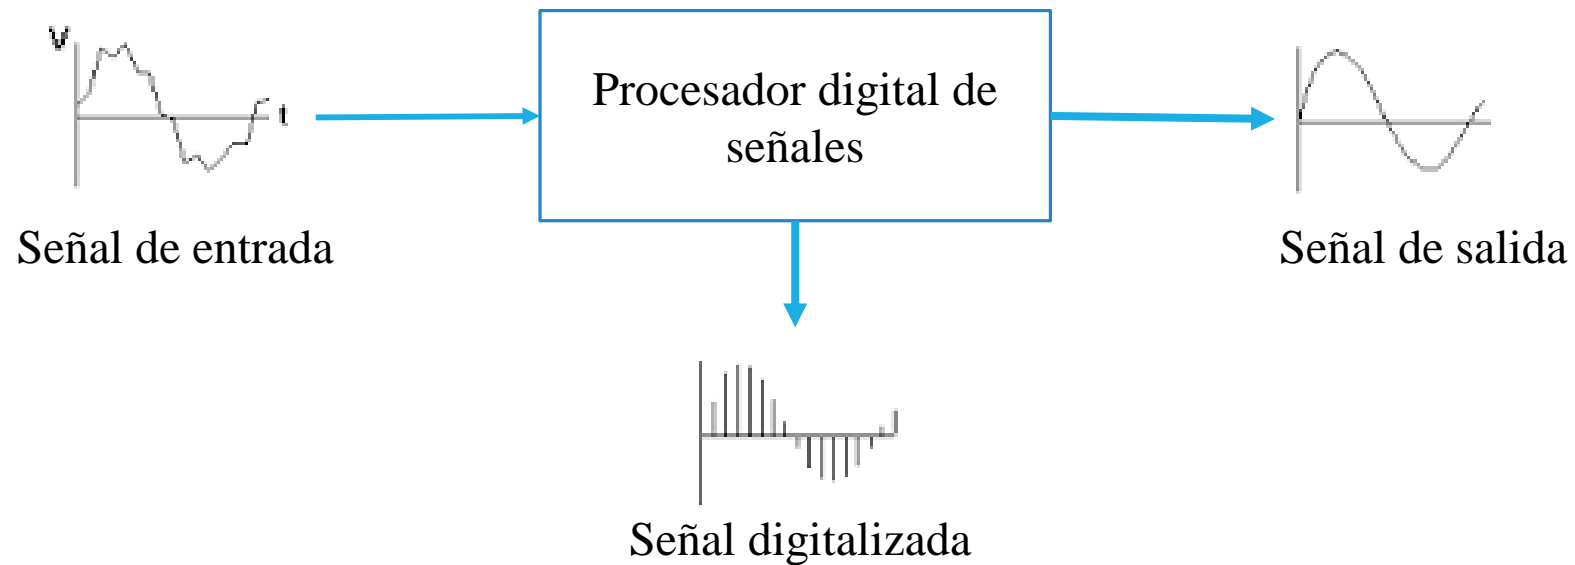 V
t
Procesador digital de
señales
Señal de entrada
Señal de salida
Señal digitalizada